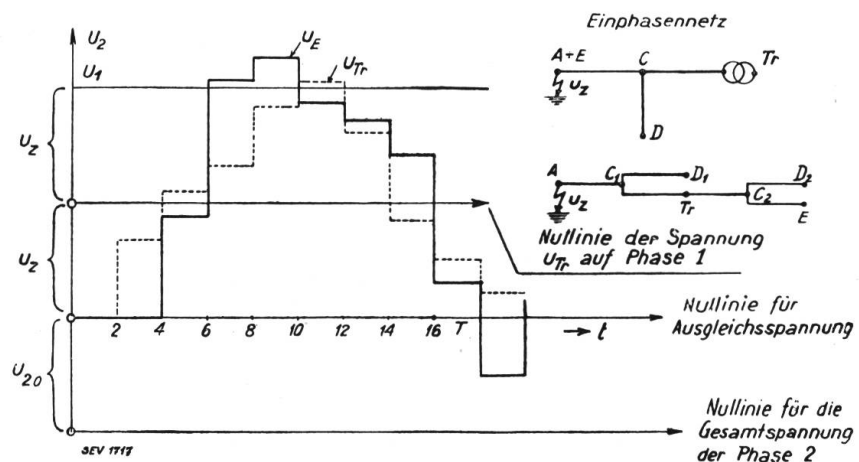 Einphasennetz
U₂
U_E
U_Tr
U₁
A+E
C
Tr
U_z
D
U_z
A
C₁
D₁
D₂
U_z
Tr
C₂
E
Nullinie der Spannung
U_Tr auf Phase 1
U_z
2 4 6 8 10 12 14 16 T
t
Nullinie für
Ausgleichsspannung
U₂₀
Nullinie für die
Gesamtspannung
der Phase 2
SEV 1717